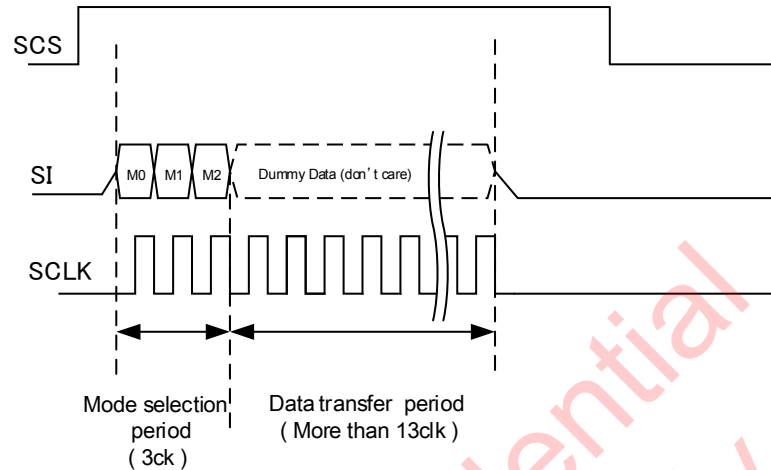 SCS
SI
M0 M1 M2 Dummy Data (don't care)
SCLK
Mode selection
period
( 3ck )
Data transfer period
( More than 13clk )